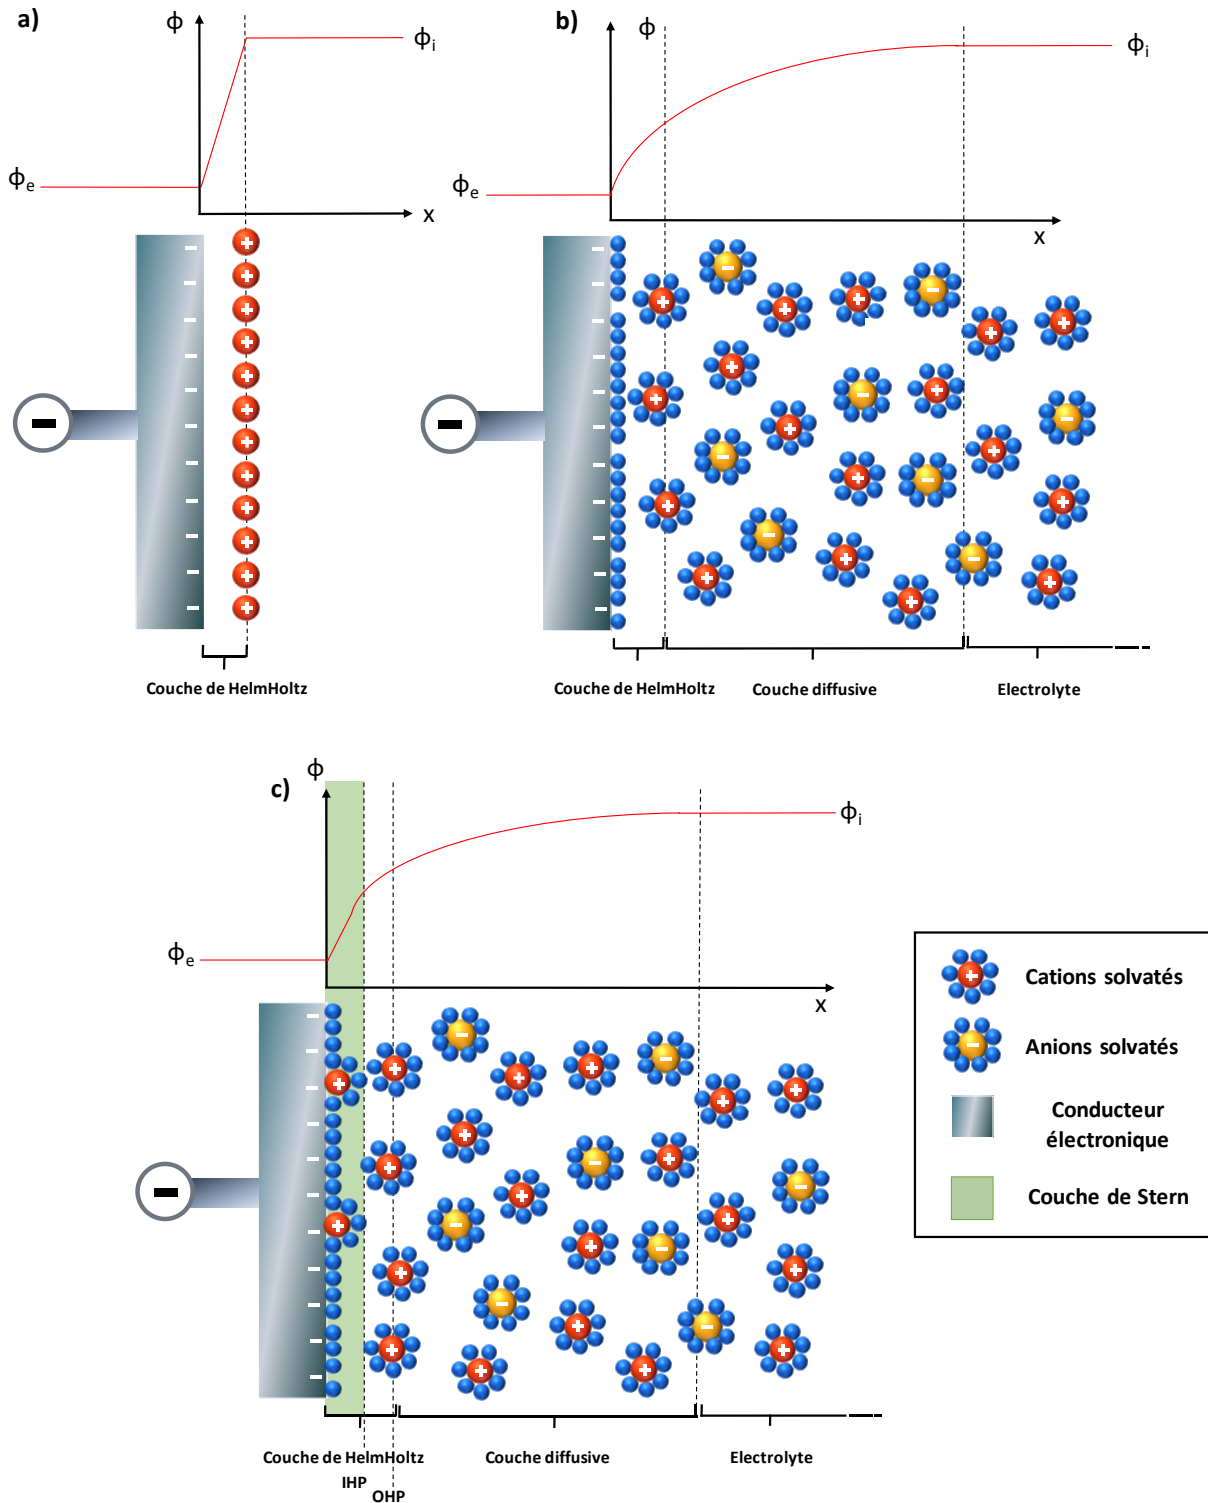 a)
Φ
ϕi
ϕe
x
Couche de HelmHoltz
b)
Φ
ϕi
ϕe
x
Couche de HelmHoltz
Couche diffusive
Electrolyte
c)
Φ
ϕi
ϕe
x
Couche de HelmHoltz
IHP
OHP
Couche diffusive
Electrolyte
Cations solvatés
Anions solvatés
Conducteur
électronique
Couche de Stern